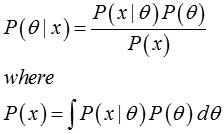 P(θ | x) = P(x | θ) P(θ) / P(x)
where
P(x) = ∫ P(x | θ) P(θ) dθ